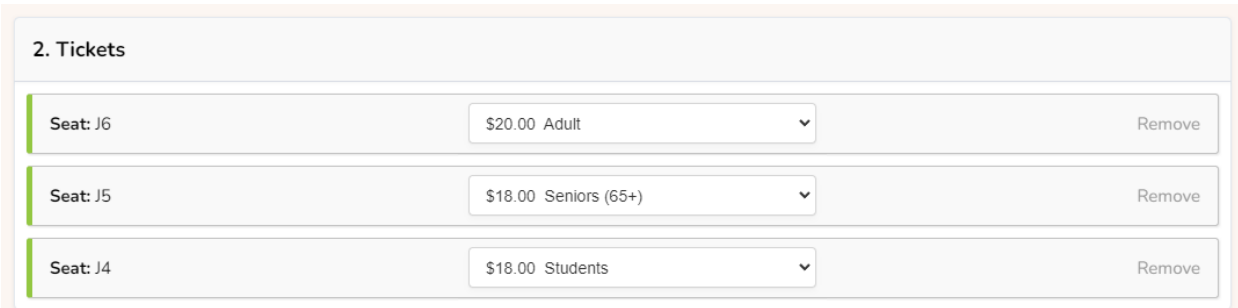 2. Tickets
Seat: J6 $20.00 Adult Remove
Seat: J5 $18.00 Seniors (65+) Remove
Seat: J4 $18.00 Students Remove